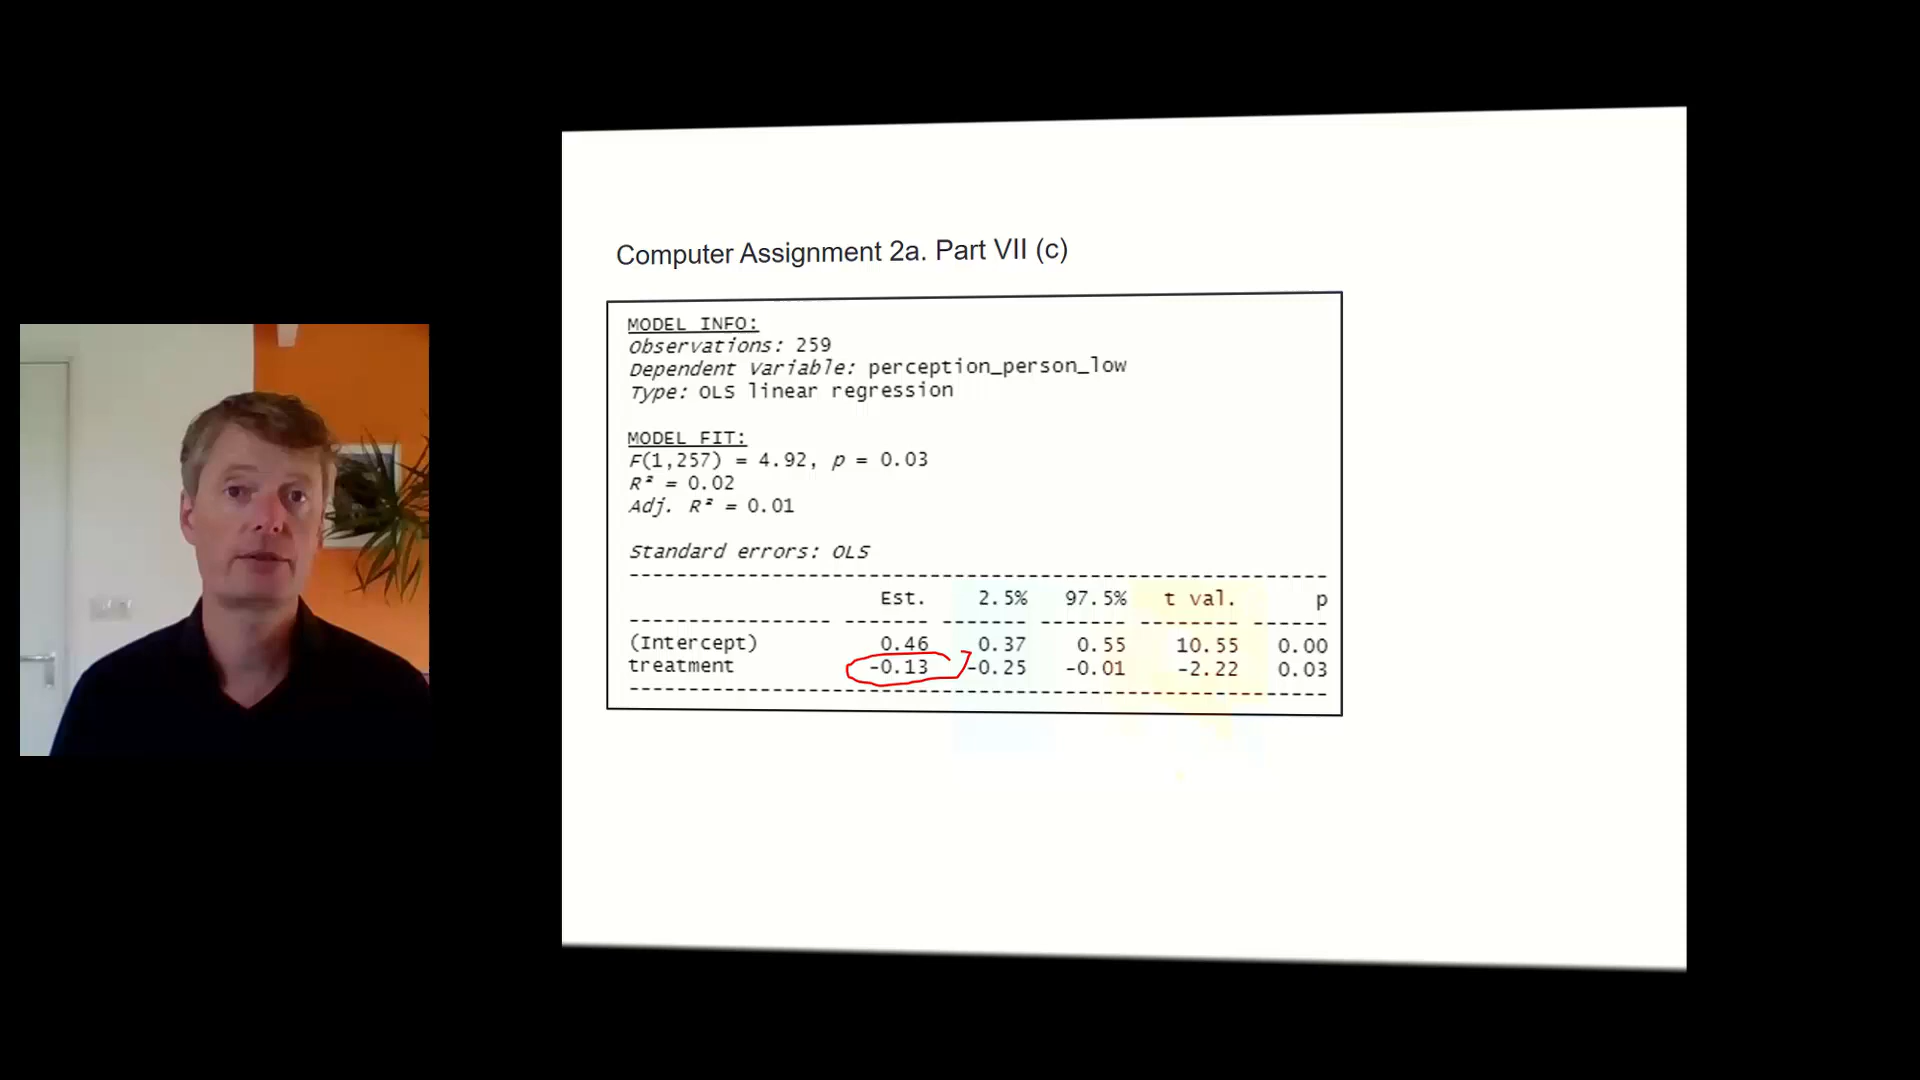 Computer Assignment 2a. Part VII (c)
MODEL INFO:
Observations: 259
Dependent Variable: perception_person_low
Type: OLS linear regression
MODEL FIT:
F(1,257) = 4.92, p = 0.03
R² = 0.02
Adj. R² = 0.01
Standard errors: OLS
Est. 2.5% 97.5% t val. p
(Intercept) 0.46 0.37 0.55 10.55 0.00
treatment -0.13 -0.25 -0.01 -2.22 0.03